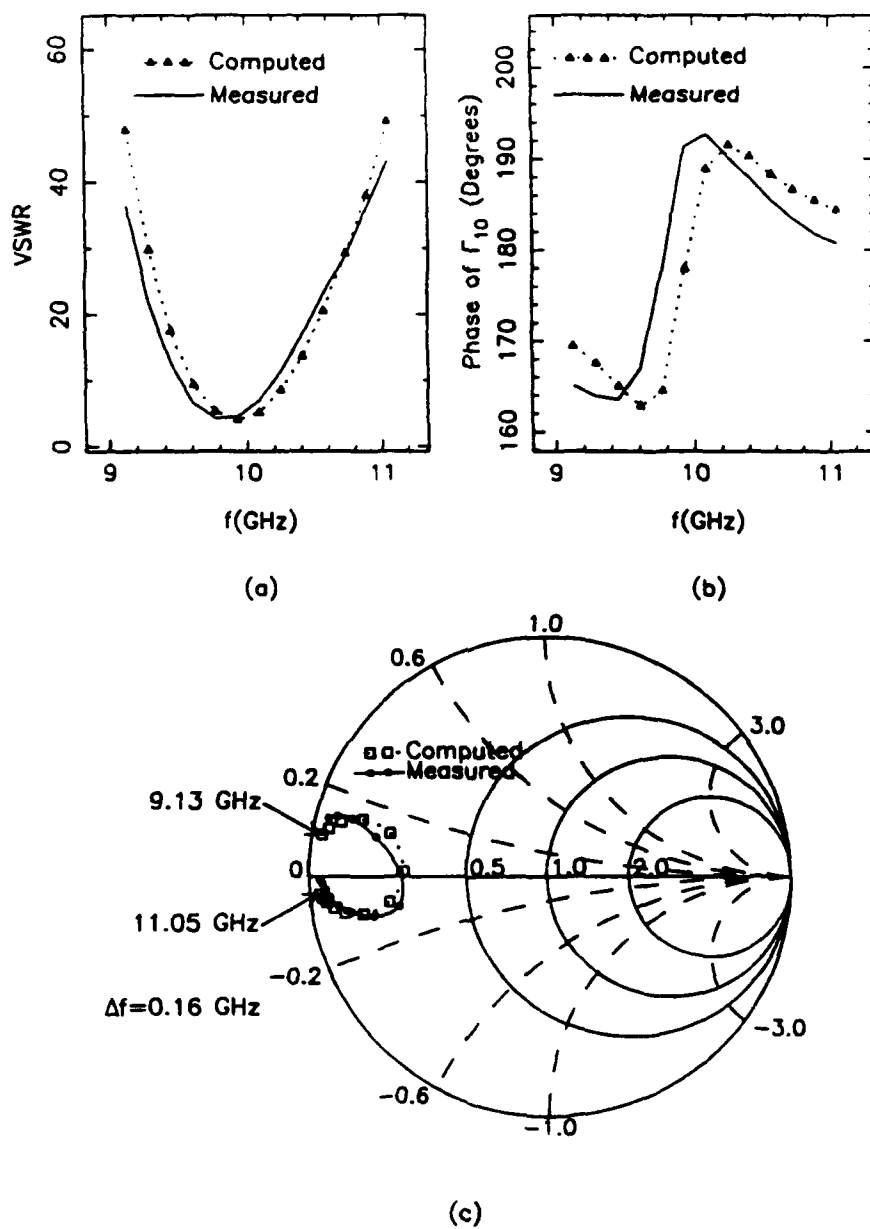 60
40
20
0
VSWR
Computed
Measured
9
10
11
f(GHz)
(a)
200
190
180
170
160
Phase of Γ10 (Degrees)
Computed
Measured
9
10
11
f(GHz)
(b)
1.0
0.6
3.0
Computed
Measured
0.2
9.13 GHz
0
0.5
1.0
2.0
11.05 GHz
-0.2
Δf=0.16 GHz
-3.0
-0.6
-1.0
(c)